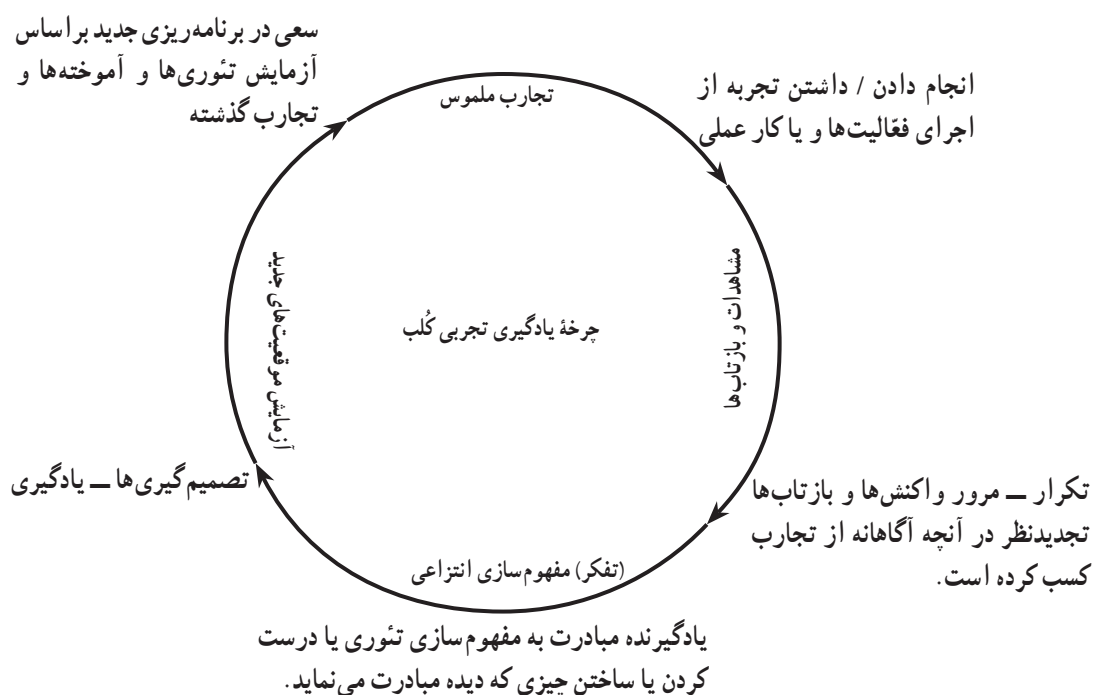 سعی در برنامه‌ریزی جدید براساس
آزمایش تئوری‌ها و آموخته‌ها و
تجارب گذشته
تجارب ملموس
انجام دادن / داشتن تجربه از
اجرای فعّالیت‌ها و یا کار عملی
مشاهدات و بازتاب‌ها
چرخهٔ یادگیری تجربی کُلب
آزمایش موقعیت‌های جدید
تکرار ــ مرور واکنش‌ها و بازتاب‌ها
تجدیدنظر در آنچه آگاهانه از تجارب
کسب کرده است.
تصمیم‌گیری‌ها ــ یادگیری
(تفکر) مفهوم‌سازی انتزاعی
یادگیرنده مبادرت به مفهوم‌سازی تئوری یا درست
کردن یا ساختن چیزی که دیده مبادرت می‌نماید.